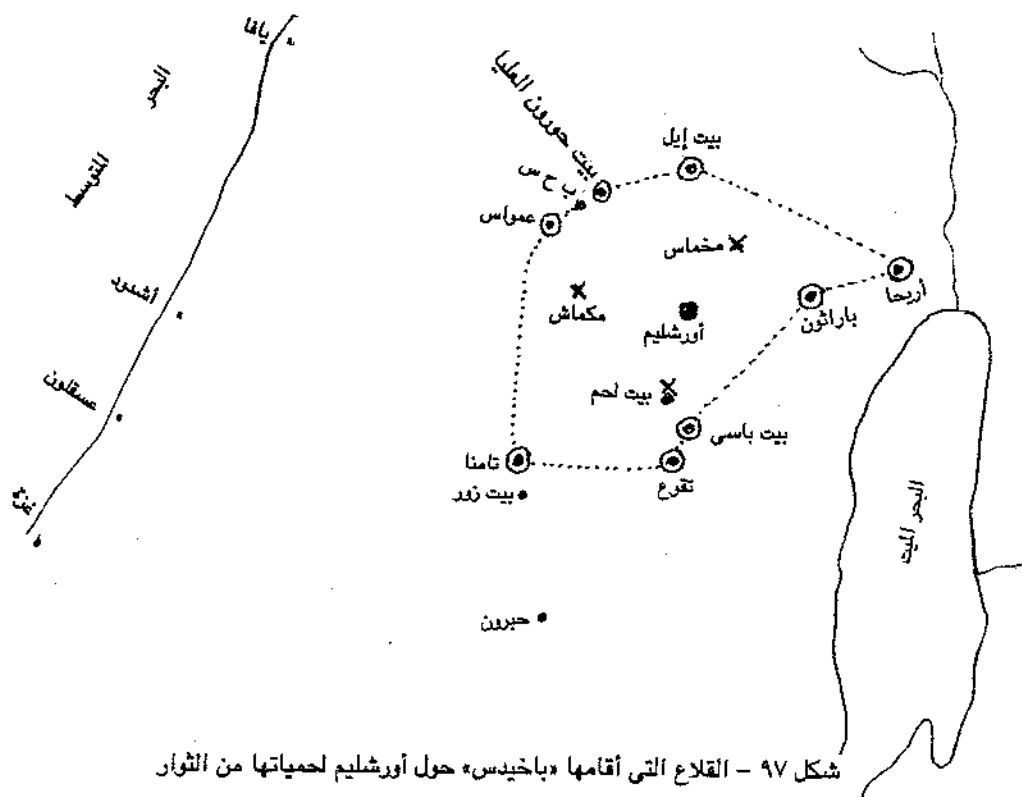 يافا
البحر
المتوسط
أشدود
عسقلون
غزة
بيت حورون العليا
ب ح س
عمواس
بيت إيل
مخماس
مكماش
أورشليم
أريحا
باراثون
بيت لحم
بيت باسي
تقوع
تامنا
بيت زور
حبرون
البحر الميت
شكل ٩٧ – القلاع التي أقامها «باخيدس» حول أورشليم لحمياتها من الثوار